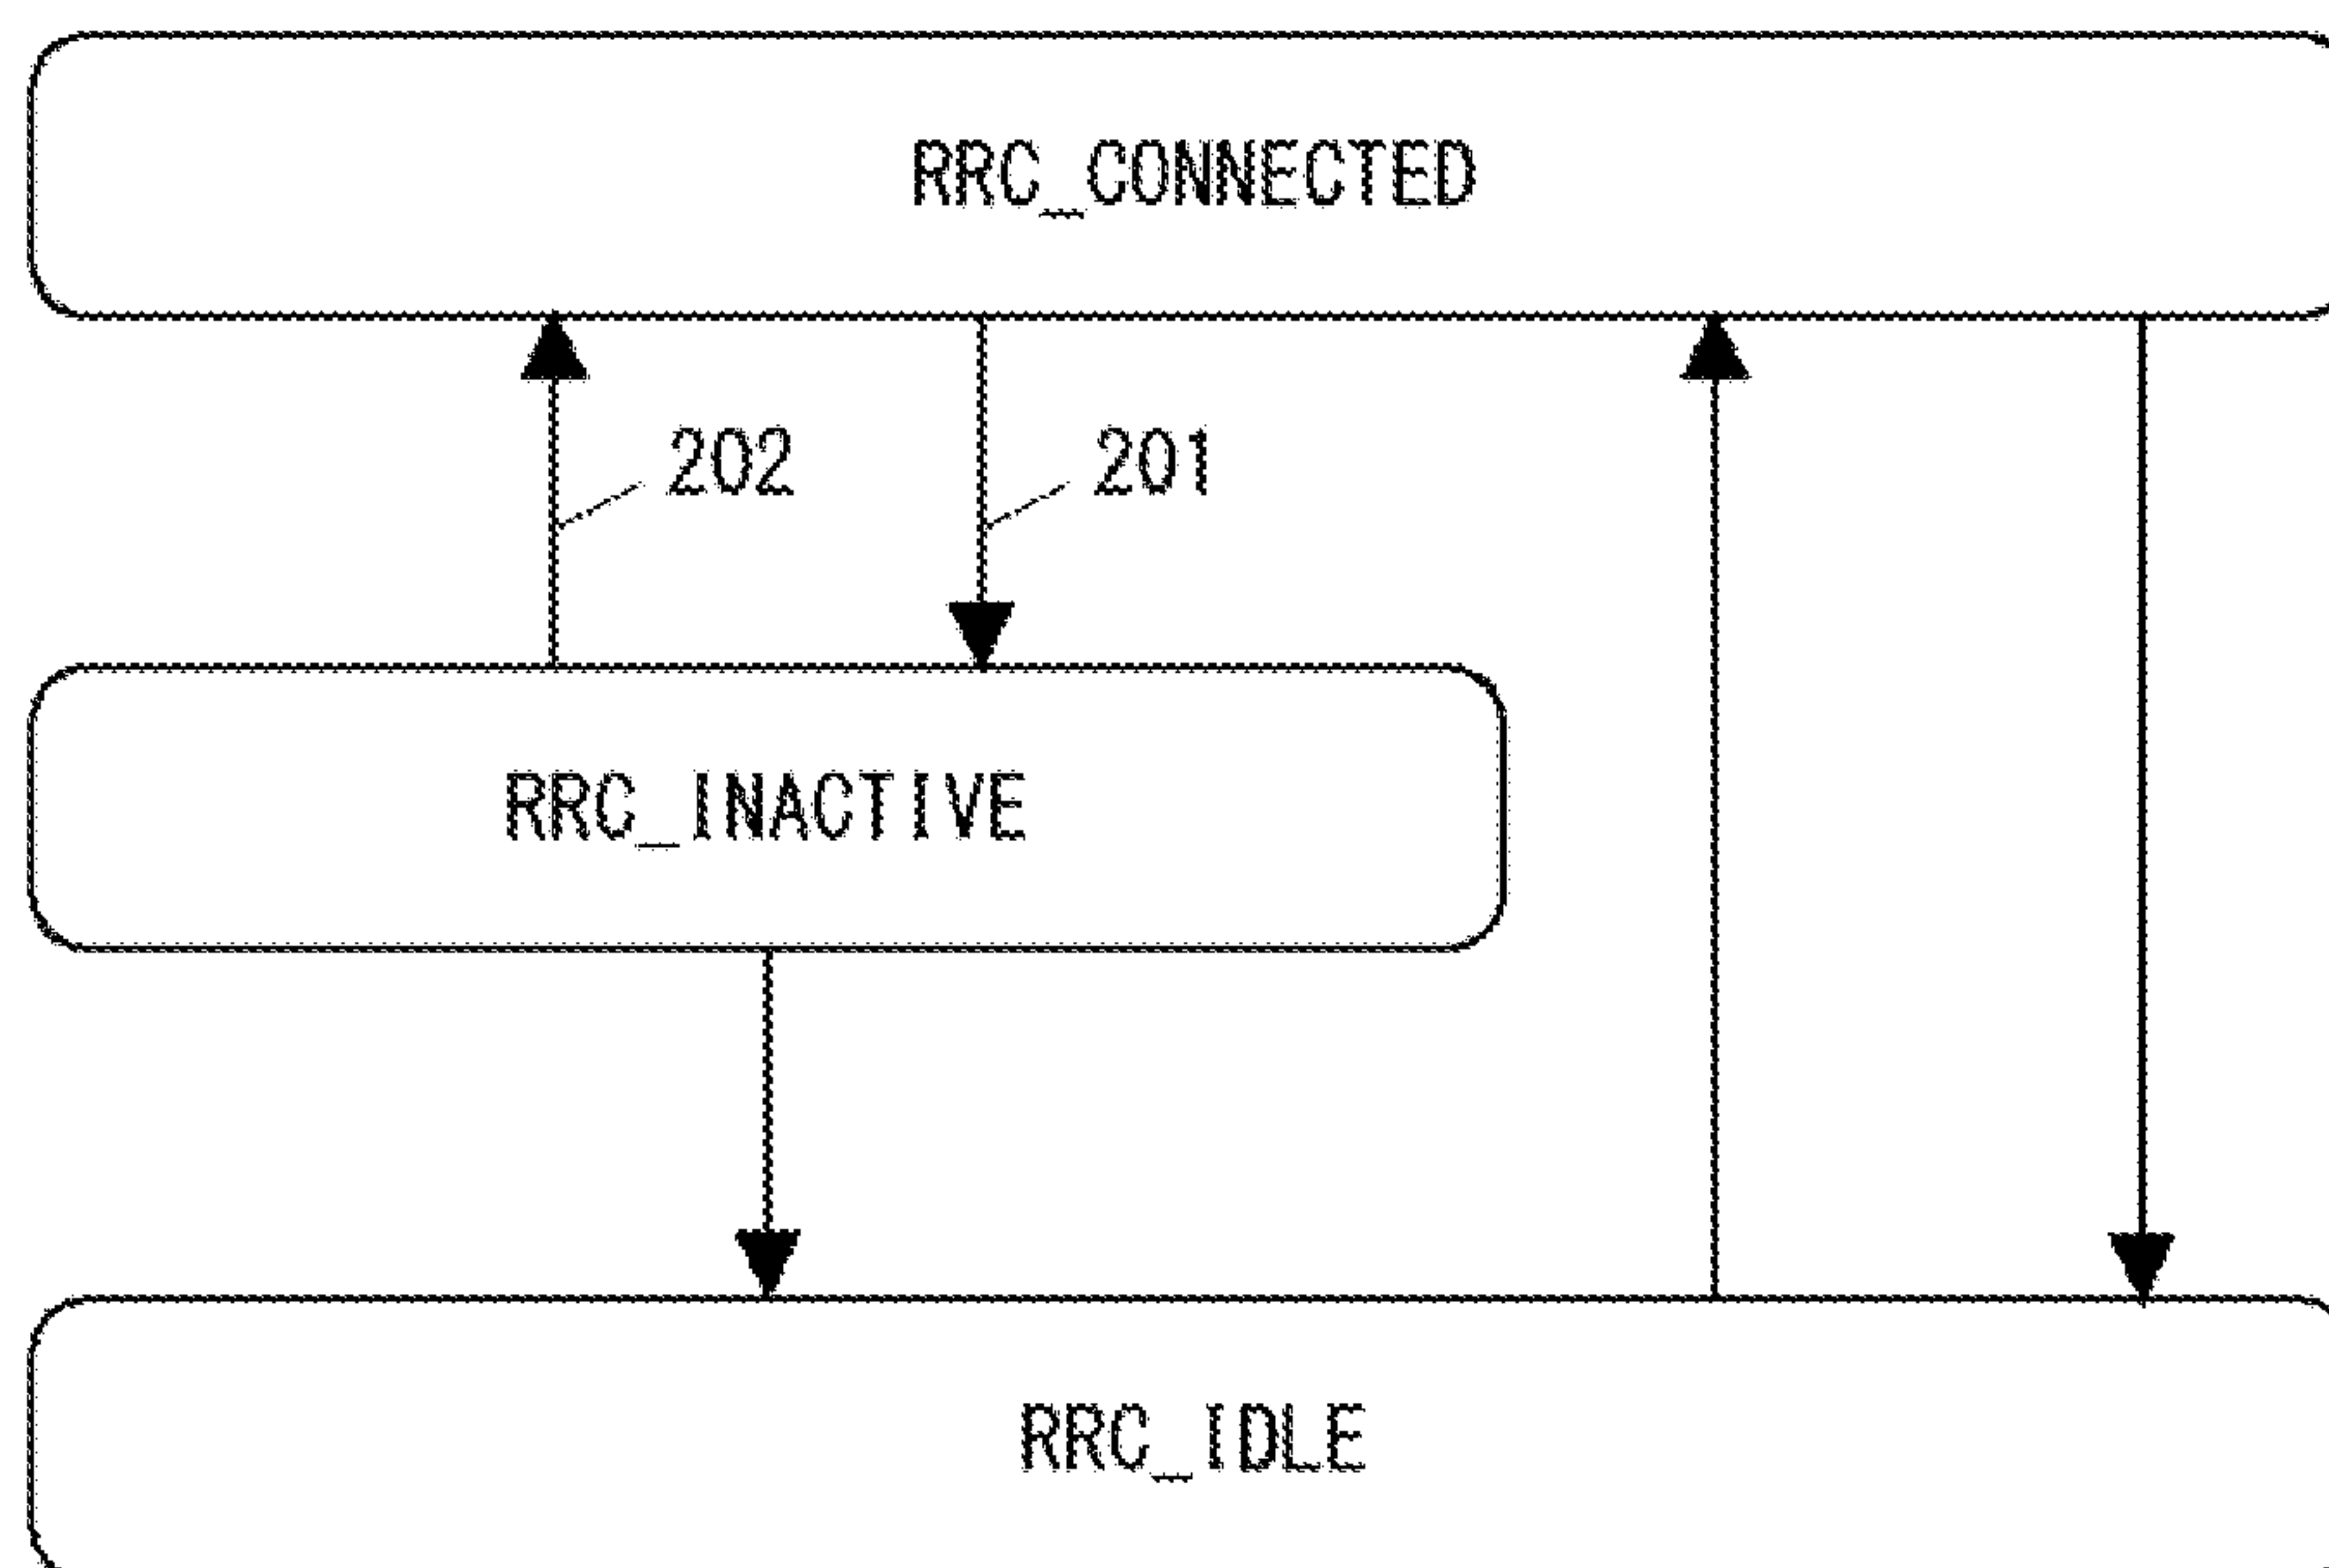 RRC_CONNECTED
202
201
RRC_INACTIVE
RRC_IDLE